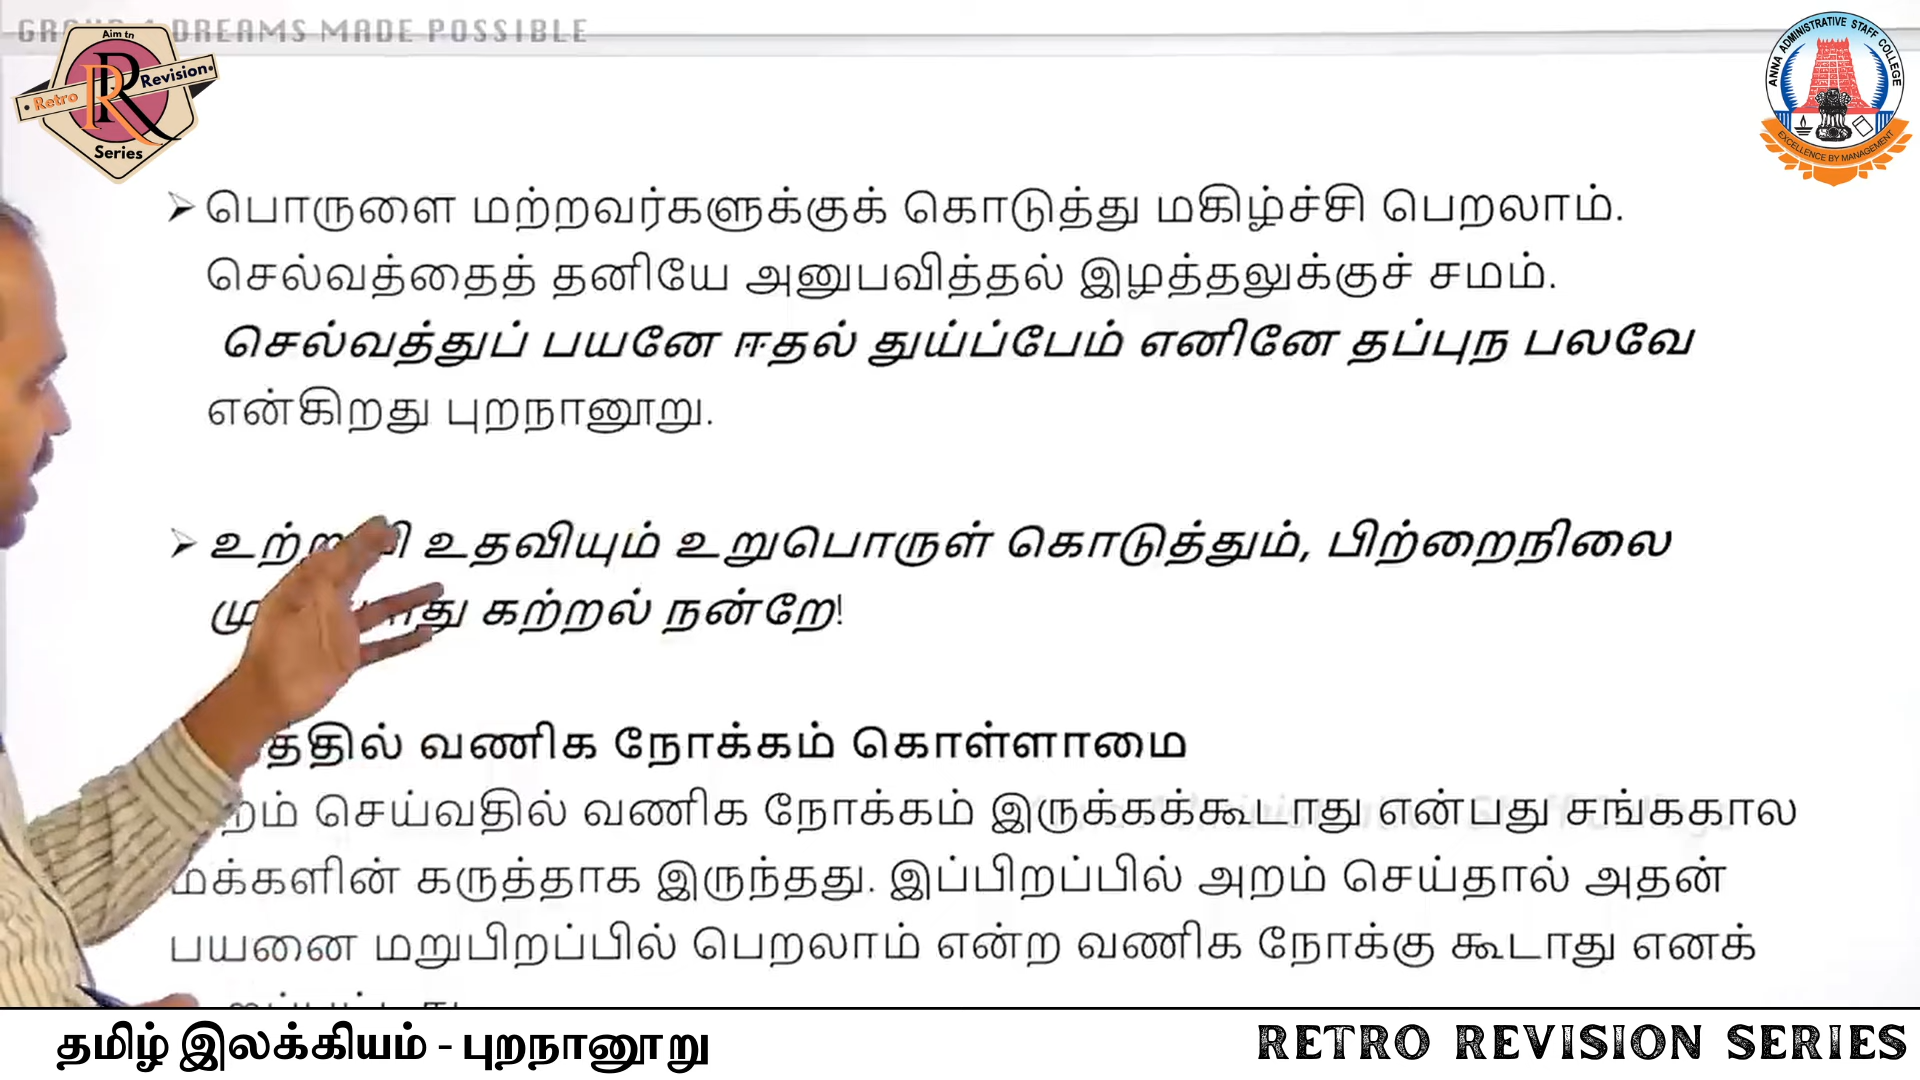 DREAMS MADE POSSIBLE
Aim tn
Retro
Revision
RR
Series
ANNA ADMINISTRATIVE STAFF COLLEGE
EXCELLENCE BY MANAGEMENT
பொருளை மற்றவர்களுக்குக் கொடுத்து மகிழ்ச்சி பெறலாம்.
செல்வத்தைத் தனியே அனுபவித்தல் இழத்தலுக்குச் சமம்.
செல்வத்துப் பயனே ஈதல் துய்ப்பேம் எனினே தப்புந பலவே
என்கிறது புறநானூறு.
உதவியும் உறுபொருள் கொடுத்தும், பிற்றைநிலை
கற்றல் நன்றே!
வணிக நோக்கம் கொள்ளாமை
செய்வதில் வணிக நோக்கம் இருக்கக்கூடாது என்பது சங்ககால
மக்களின் கருத்தாக இருந்தது. இப்பிறப்பில் அறம் செய்தால் அதன்
பயனை மறுபிறப்பில் பெறலாம் என்ற வணிக நோக்கு கூடாது எனக்
தமிழ் இலக்கியம் - புறநானூறு
RETRO REVISION SERIES